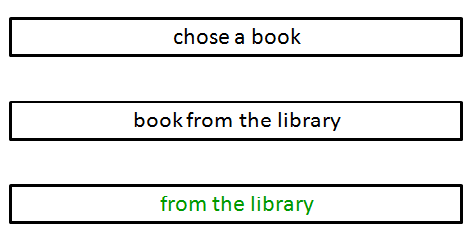 chose a book
book from the library
from the library